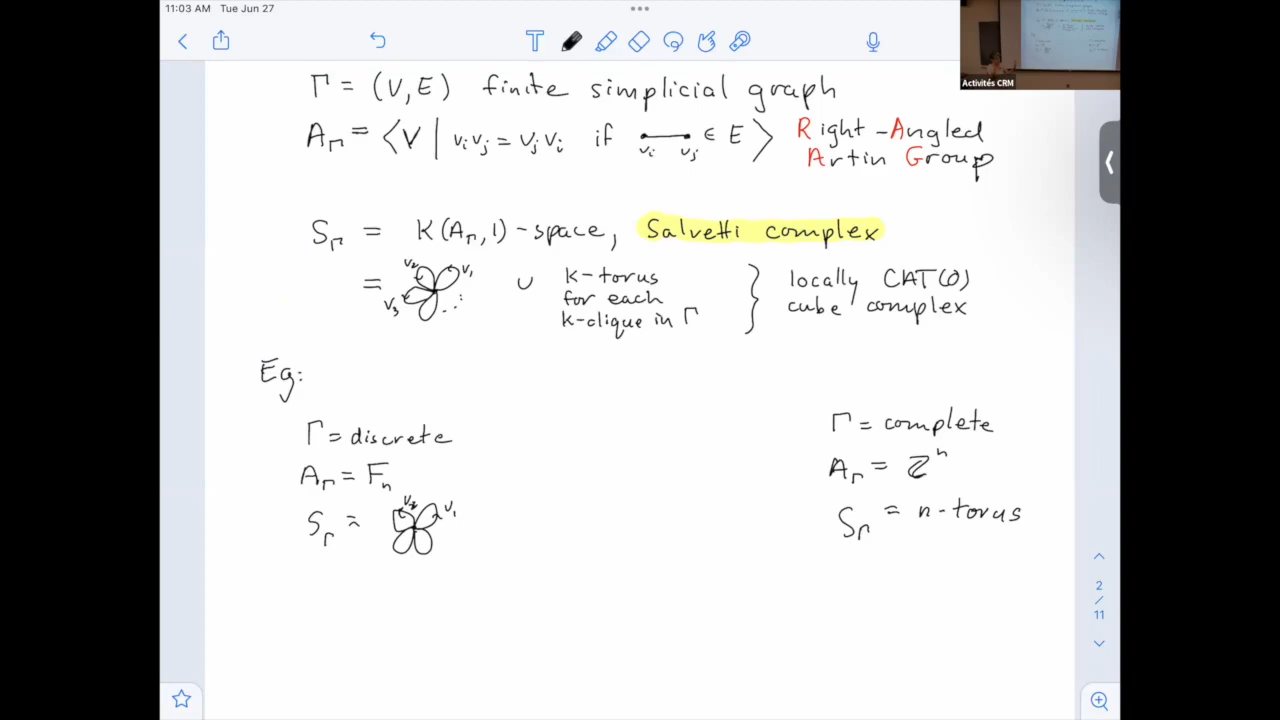 11:03 AM Tue Jun 27
Activités CRM
Γ = (V, E) finite simplicial graph
A_Γ = ⟨V | v_i v_j = v_j v_i if v_i v_j ∈ E⟩ Right-Angled
Artin Group
S_Γ = K(A_Γ, 1)-space, Salvetti complex
= v_2 v_1 v_3 ∪ k-torus for each k-clique in Γ } locally CAT(0) cube complex
Eg:
Γ = discrete
A_Γ = F_n
S_Γ = v_2 v_1
Γ = complete
A_Γ = ℤ^n
S_Γ = n-torus
2
/
11